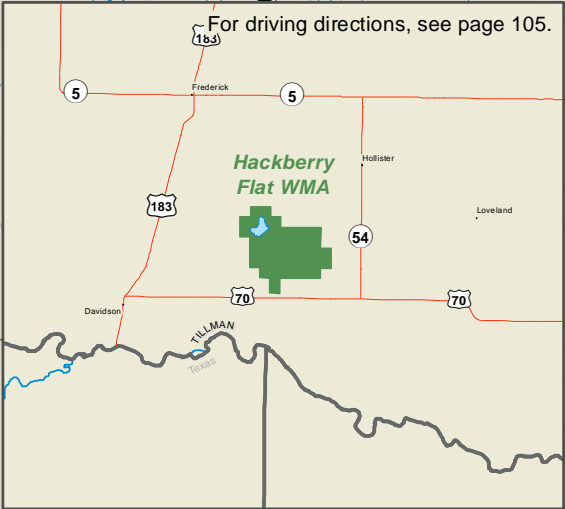 For driving directions, see page 105.
183
Frederick
5
5
Hackberry
Flat WMA
Hollister
183
Loveland
54
70
70
Davidson
TILLMAN
Texas